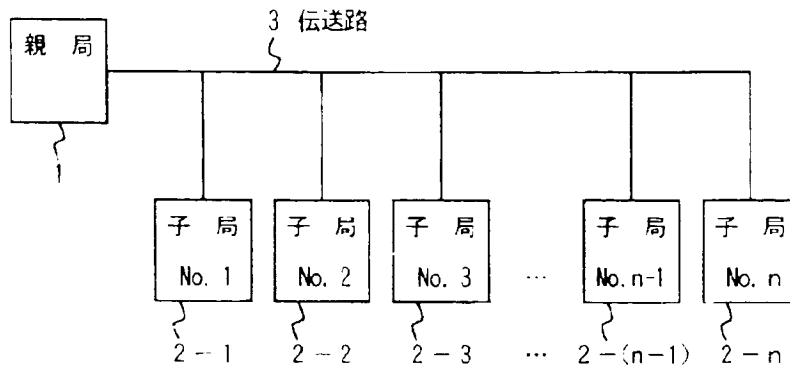 3 伝送路
親 局
1
子 局 子 局 子 局 子 局 子 局
No. 1 No. 2 No. 3 … No. n-1 No. n
2-1 2-2 2-3 … 2-(n-1) 2-n